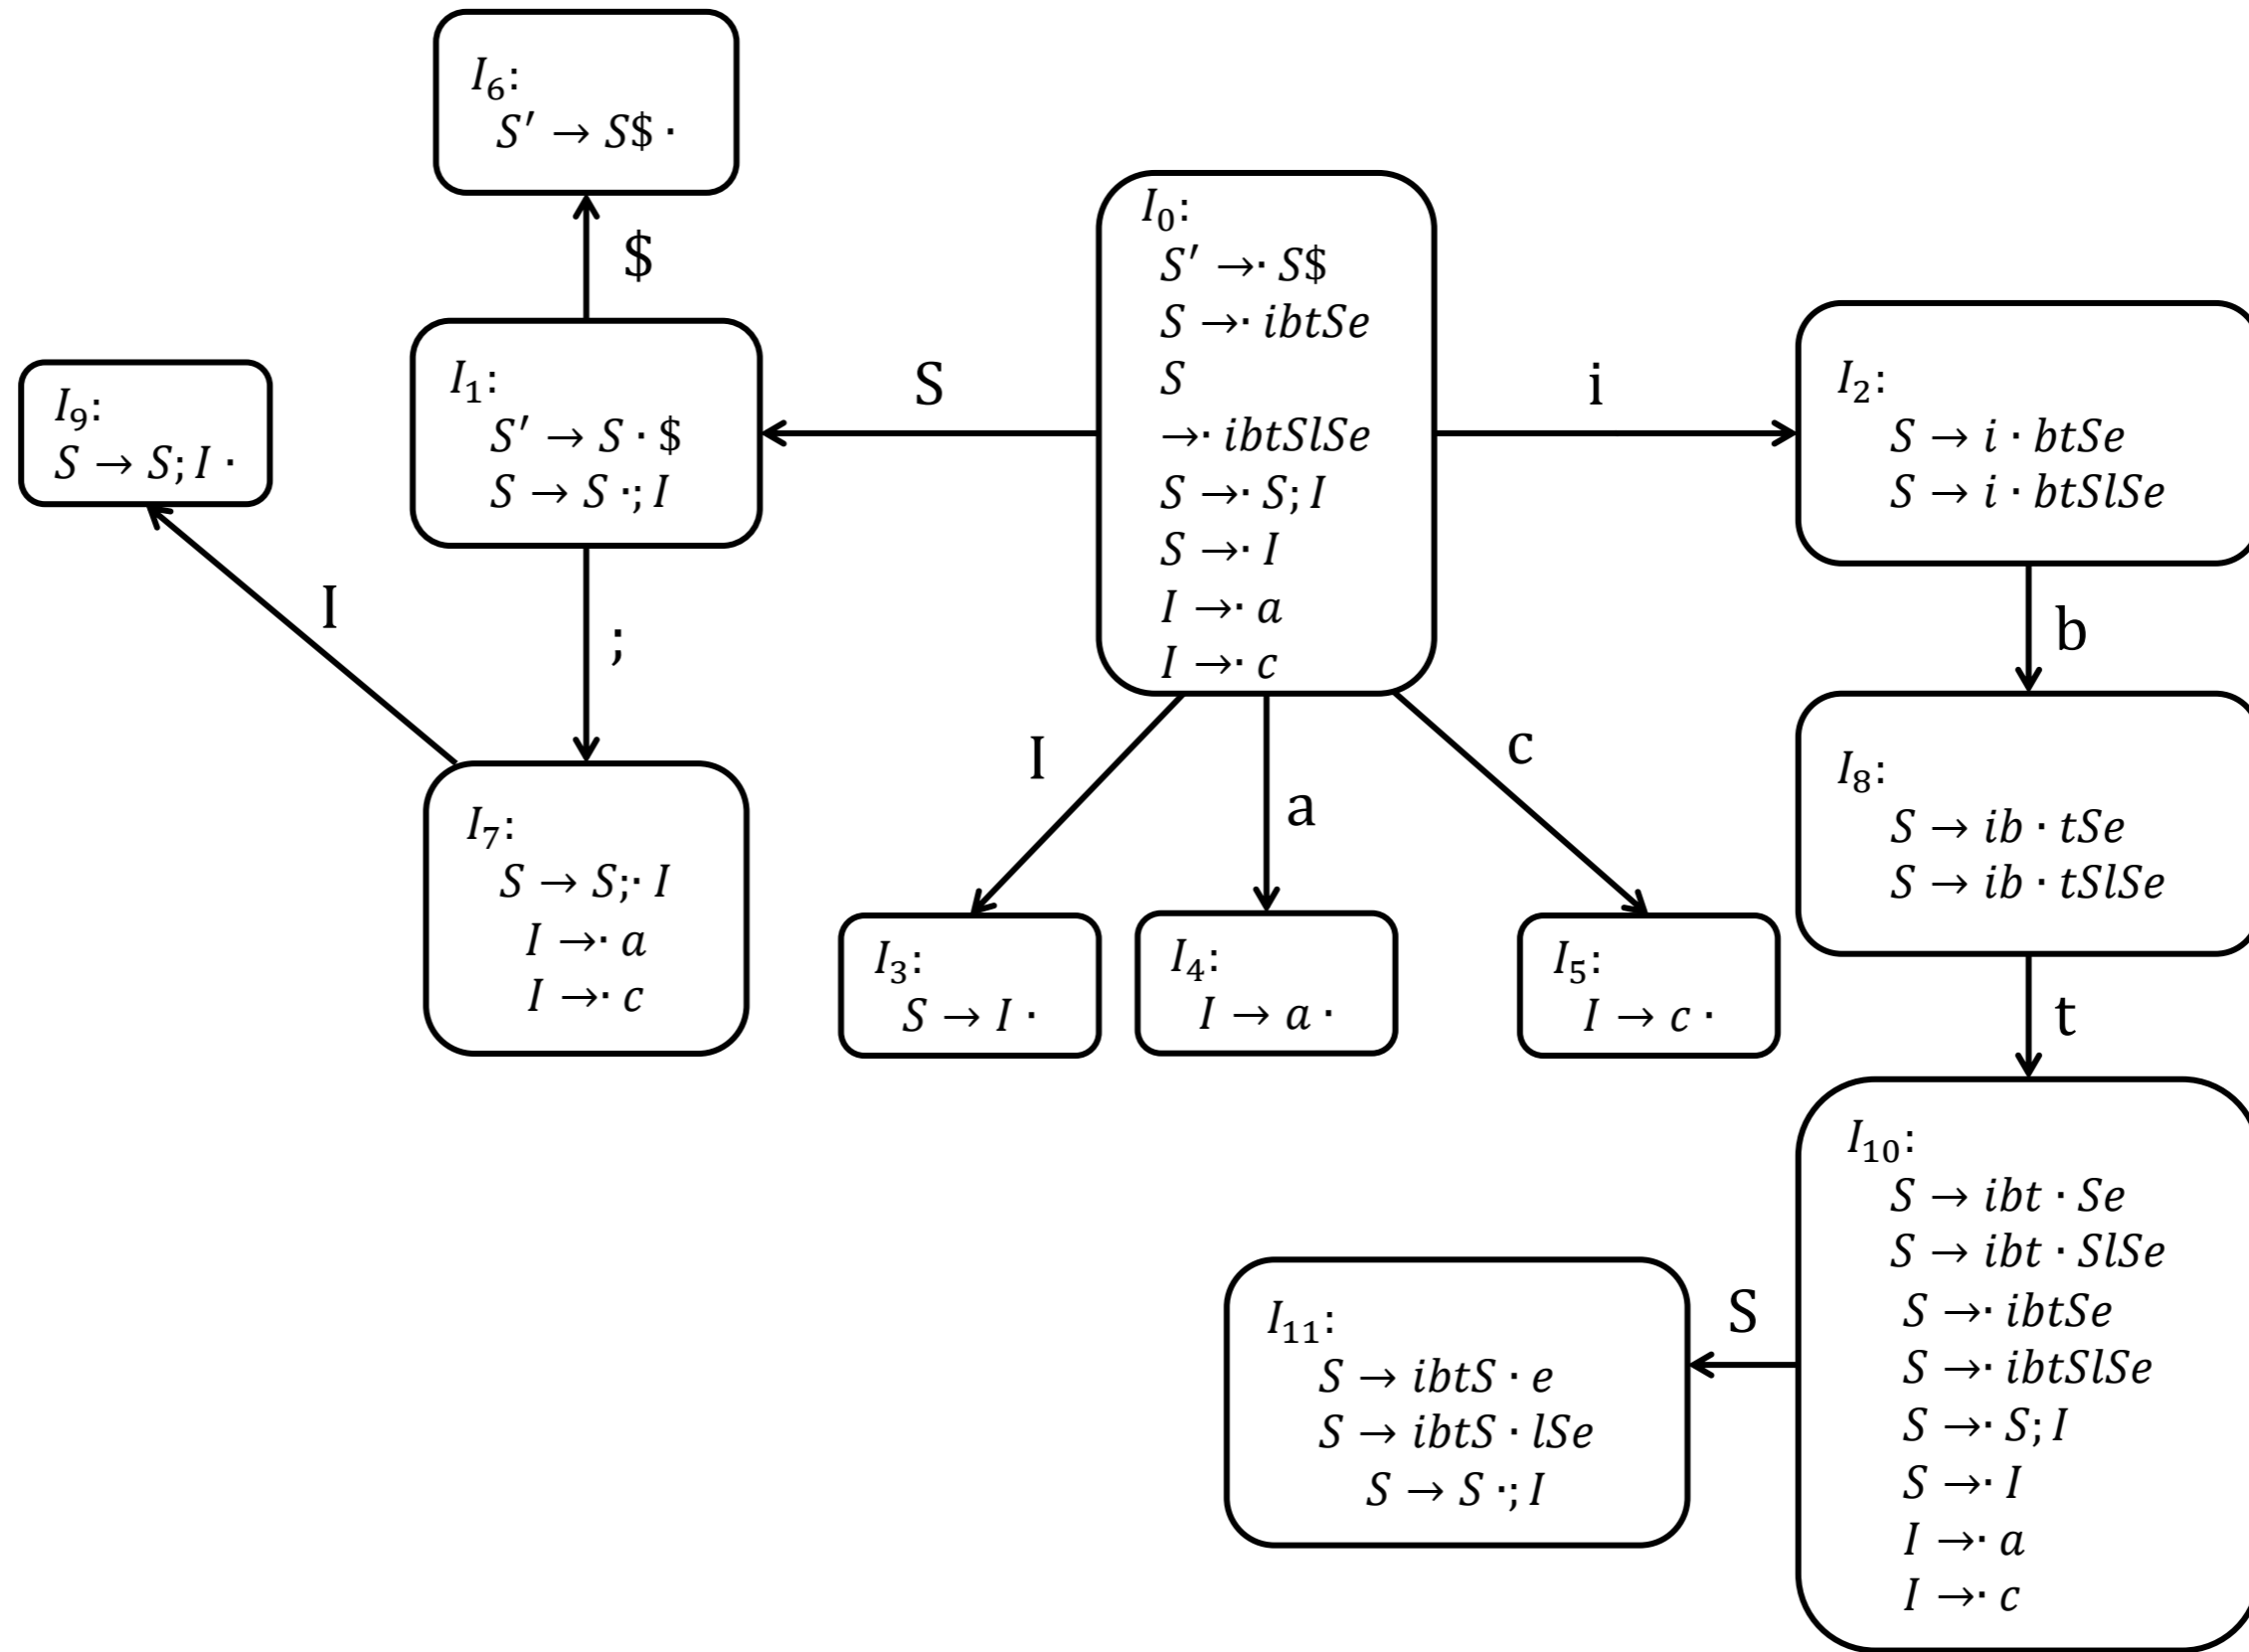 I₆:
S′ → S$ ·
$
I₁:
S′ → S · $
S → S ·; I
S
I₉:
S → S; I ·
I
;
I₇:
S → S;· I
I →· a
I →· c
I₀:
S′ →· S$
S →· ibtSe
S
→· ibtSlSe
S →· S; I
S →· I
I →· a
I →· c
i
I₂:
S → i · btSe
S → i · btSlSe
b
I₈:
S → ib · tSe
S → ib · tSlSe
I
a
c
I₃:
S → I ·
I₄:
I → a ·
I₅:
I → c ·
t
I₁₀:
S → ibt · Se
S → ibt · SlSe
S →· ibtSe
S →· ibtSlSe
S →· S; I
S →· I
I →· a
I →· c
S
I₁₁:
S → ibtS · e
S → ibtS · lSe
S → S ·; I